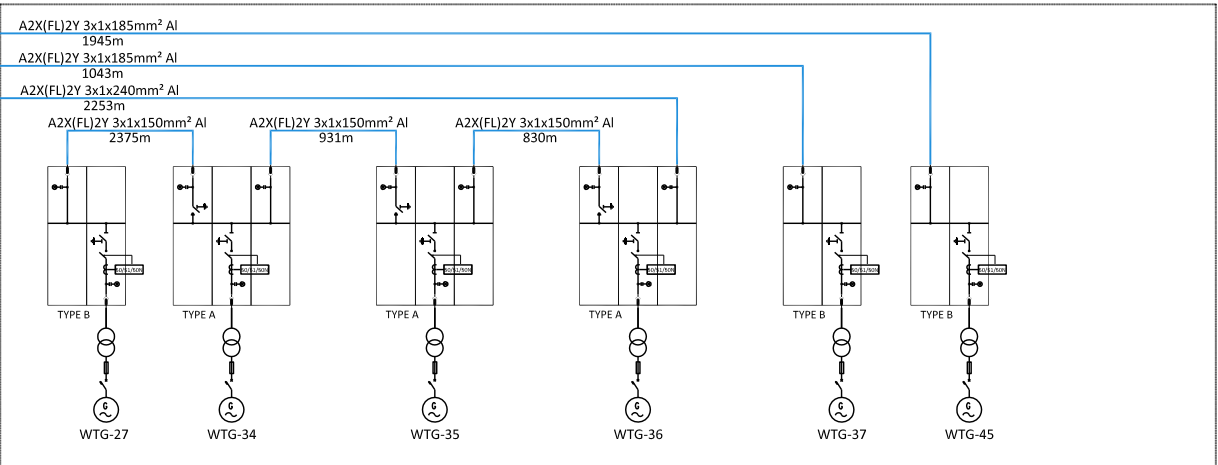 A2X(FL)2Y 3x1x185mm² Al
1945m
A2X(FL)2Y 3x1x185mm² Al
1043m
A2X(FL)2Y 3x1x240mm² Al
2253m
A2X(FL)2Y 3x1x150mm² Al A2X(FL)2Y 3x1x150mm² Al A2X(FL)2Y 3x1x150mm² Al
2375m 931m 830m
50/51/50N 50/51/50N 50/51/50N 50/51/50N 50/51/50N 50/51/50N
TYPE B TYPE A TYPE A TYPE A TYPE B TYPE B
G G G G G G
WTG-27 WTG-34 WTG-35 WTG-36 WTG-37 WTG-45